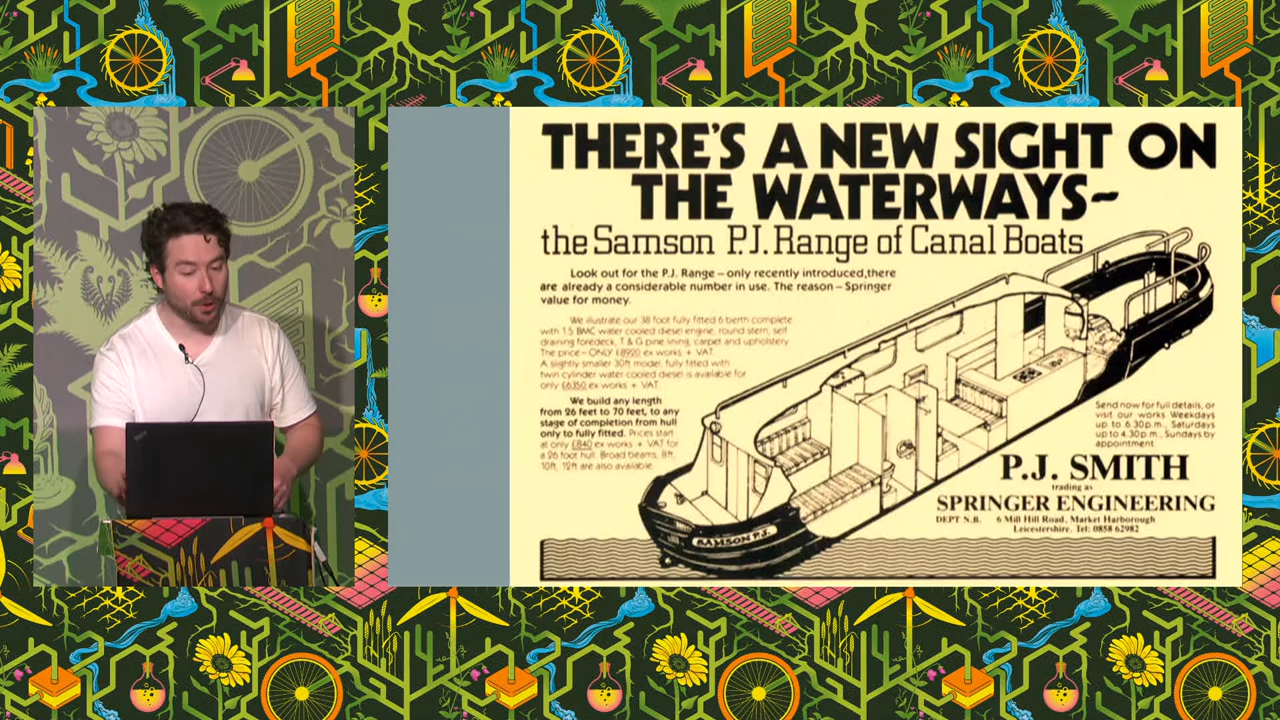 THERE'S A NEW SIGHT ON
THE WATERWAYS~
the Samson P.J. Range of Canal Boats
Look out for the P.J. Range – only recently introduced, there
are already a considerable number in use. The reason – Springer
value for money.
We illustrate our 38 foot fully fitted 6 berth complete
with 1.5 BMC water cooled diesel engine, round stern, self
draining foredeck, T & G pine lining, carpet and upholstery.
The price – ONLY £8900 ex works + VAT.
A slightly smaller 30ft model, fully fitted with
twin cylinder water cooled diesel is available for
only £6350 ex works + VAT.
We build any length
from 26 feet to 70 feet, to any
stage of completion from hull
only to fully fitted. Prices start
at only £840 ex works + VAT for
a 26 foot hull. Broad beams, 8ft,
10ft, 12ft are also available.
Send now for full details, or
visit our works Weekdays
up to 6.30 p.m., Saturdays
up to 4.30 p.m., Sundays by
appointment.
P.J. SMITH
trading as
SPRINGER ENGINEERING
DEPT N.B. 6 Mill Hill Road, Market Harborough
Leicestershire. Tel: 0858 62982
SAMSON P.J.